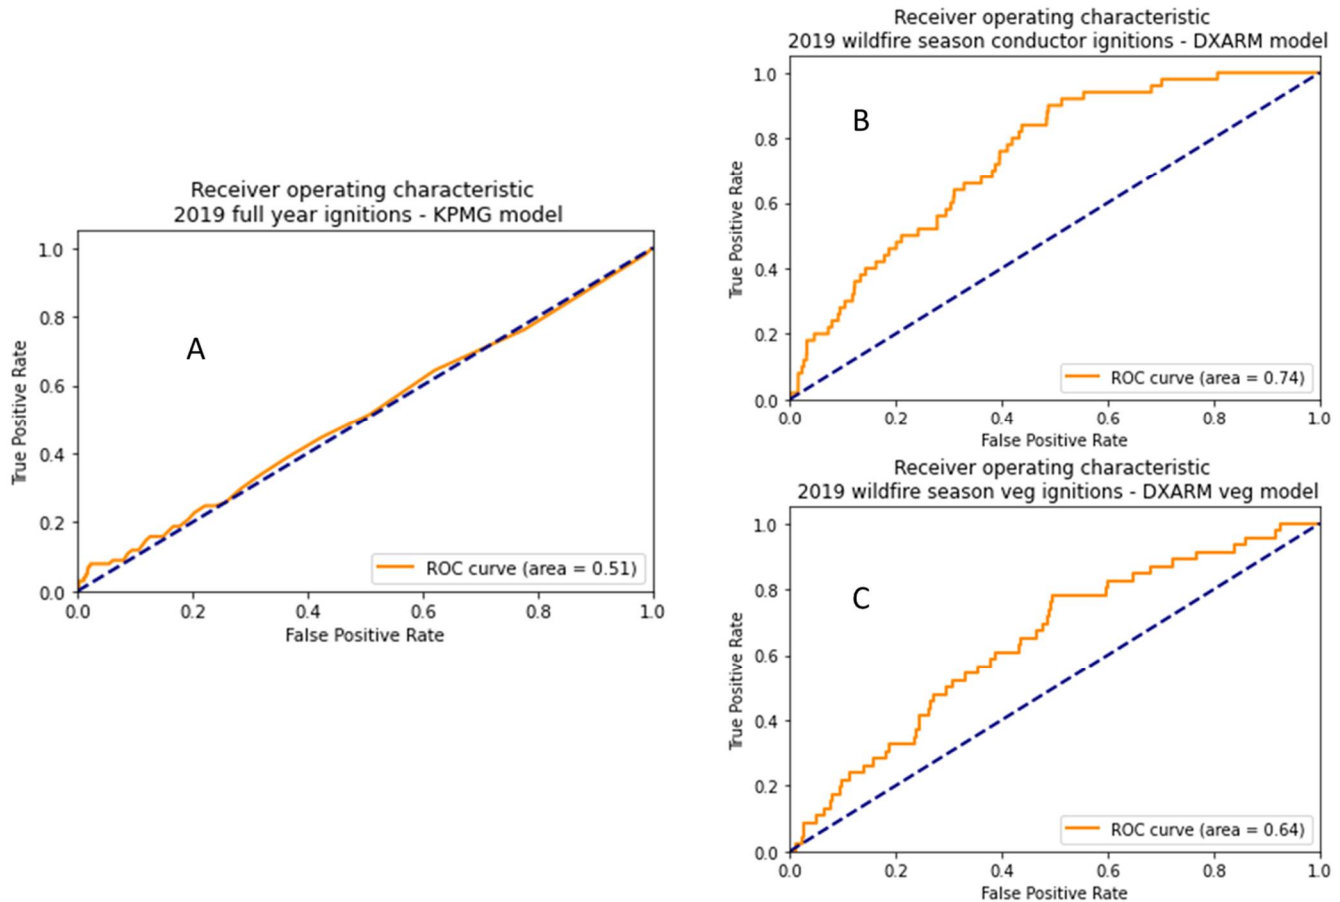 Receiver operating characteristic
2019 full year ignitions - KPMG model
True Positive Rate
1.0
0.8
0.6
0.4
0.2
0.0
A
ROC curve (area = 0.51)
0.0 0.2 0.4 0.6 0.8 1.0
False Positive Rate
Receiver operating characteristic
2019 wildfire season conductor ignitions - DXARM model
True Positive Rate
1.0
0.8
0.6
0.4
0.2
0.0
B
ROC curve (area = 0.74)
0.0 0.2 0.4 0.6 0.8 1.0
False Positive Rate
Receiver operating characteristic
2019 wildfire season veg ignitions - DXARM veg model
True Positive Rate
1.0
0.8
0.6
0.4
0.2
0.0
C
ROC curve (area = 0.64)
0.0 0.2 0.4 0.6 0.8 1.0
False Positive Rate